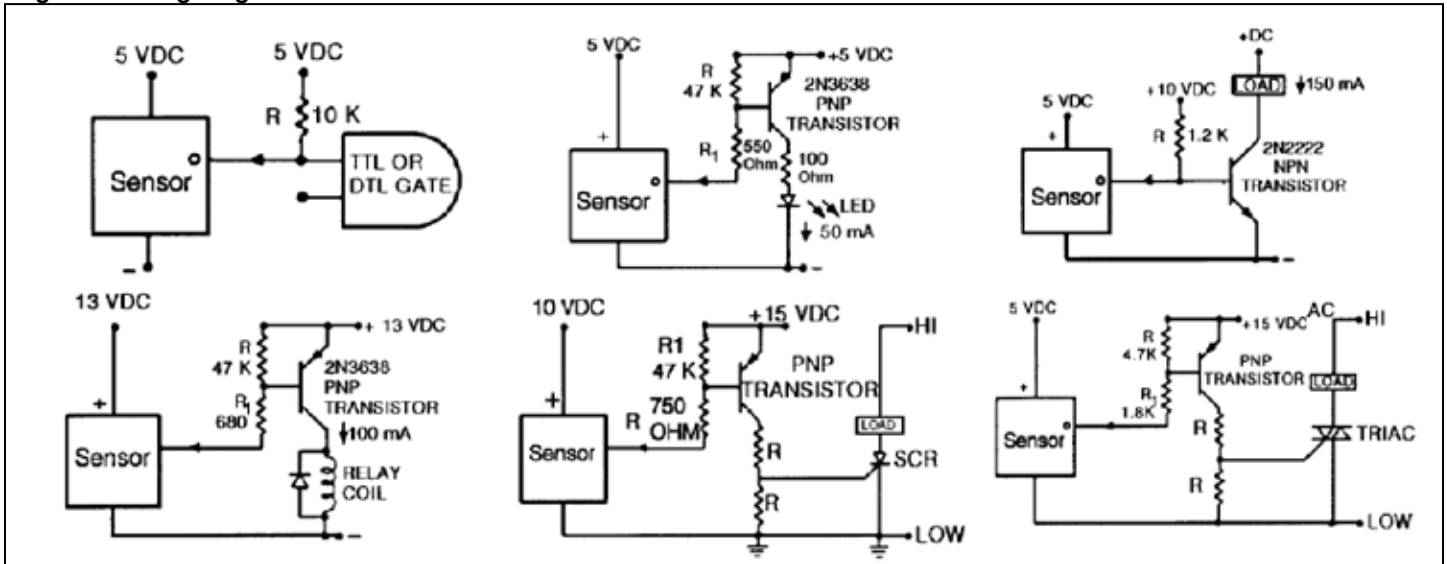 5 VDC
5 VDC
R
10 K
Sensor
TTL OR
DTL GATE
–
5 VDC
+5 VDC
R
47 K
2N3638
PNP
TRANSISTOR
+
R1
550
Ohm
100
Ohm
Sensor
LED
50 mA
–
+DC
LOAD
150 mA
+10 VDC
5 VDC
+
R
1.2 K
2N2222
NPN
TRANSISTOR
Sensor
–
13 VDC
+ 13 VDC
R
47 K
2N3638
PNP
TRANSISTOR
+
R1
680
100 mA
Sensor
RELAY
COIL
–
10 VDC
+15 VDC
HI
R1
47 K
PNP
TRANSISTOR
+
R
750
OHM
LOAD
Sensor
R
SCR
R
LOW
5 VDC
+15 VDC
AC
HI
R
4.7K
PNP
TRANSISTOR
LOAD
+
R1
1.8K
Sensor
R
TRIAC
R
LOW